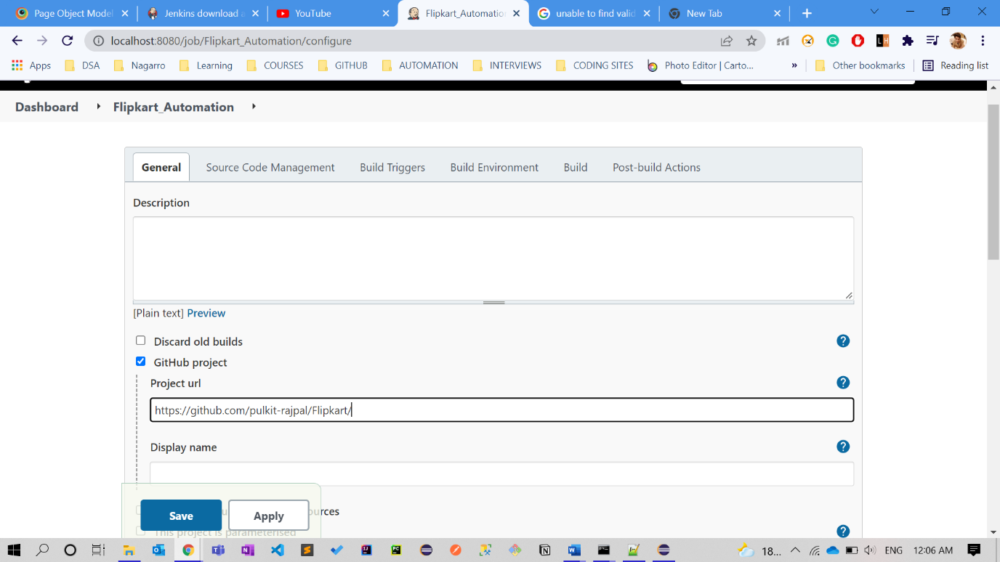 Page Object Model
Jenkins download a
YouTube
Flipkart_Automation
unable to find valid
New Tab
localhost:8080/job/Flipkart_Automation/configure
Apps
DSA
Nagarro
Learning
COURSES
GITHUB
AUTOMATION
INTERVIEWS
CODING SITES
Photo Editor | Carto...
»
Other bookmarks
Reading list
Dashboard
Flipkart_Automation
General
Source Code Management
Build Triggers
Build Environment
Build
Post-build Actions
Description
[Plain text] Preview
Discard old builds
GitHub project
Project url
https://github.com/pulkit-rajpal/Flipkart/
Display name
Save
Apply
This project is parameterised
18...
ENG
12:06 AM